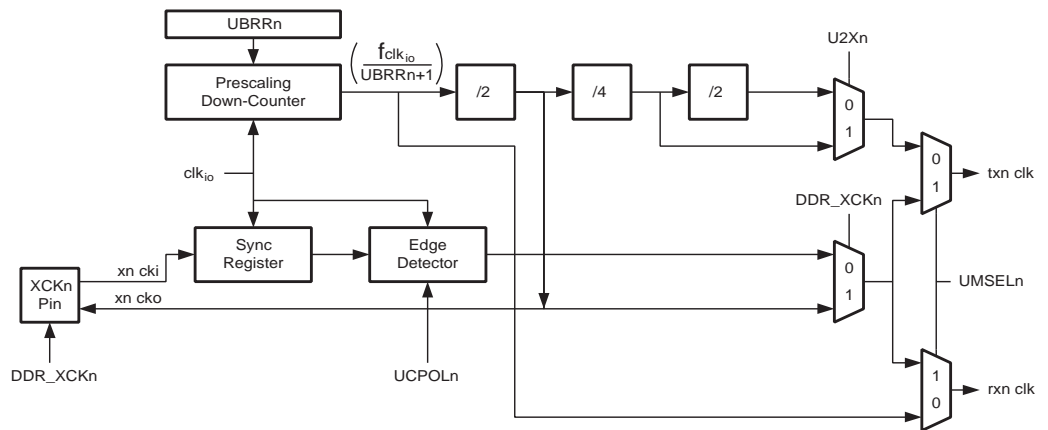 UBRRn
U2Xn
fclkio
UBRRn+1
Prescaling
Down-Counter
/2
/4
/2
0
1
clkio
0
1
txn clk
DDR_XCKn
Sync
Register
Edge
Detector
0
1
xn cki
XCKn
Pin
xn cko
UMSELn
DDR_XCKn
UCPOLn
1
0
rxn clk